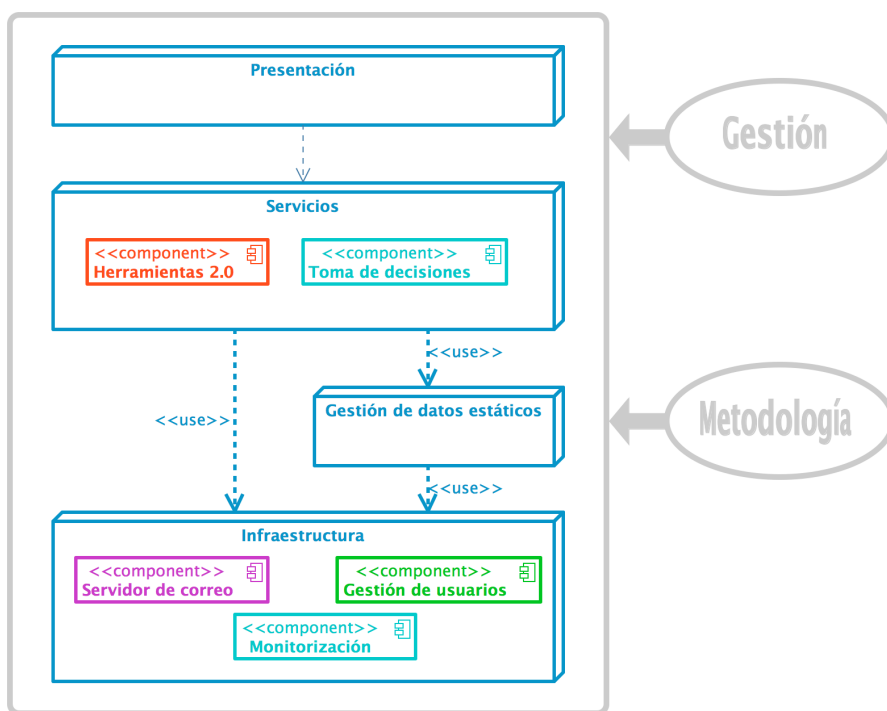 Presentación
Gestión
Servicios
<<component>>
Herramientas 2.0
<<component>>
Toma de decisiones
<<use>>
<<use>>
Gestión de datos estáticos
Metodología
<<use>>
Infraestructura
<<component>>
Servidor de correo
<<component>>
Gestión de usuarios
<<component>>
Monitorización